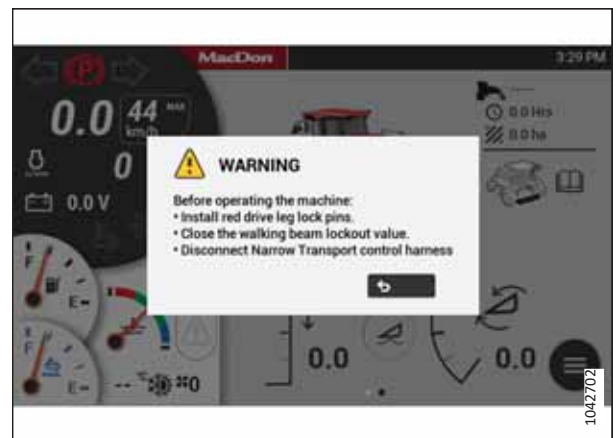 MacDon 3:29 PM
P
0.0 44 MAX
km/h
0.0 Hrs
0.0 ha
0
0.0 V
WARNING
Before operating the machine:
• Install red drive leg lock pins.
• Close the walking beam lockout value.
• Disconnect Narrow Transport control harness
F
E
F
E
-- 0
0.0
0.0
1042702